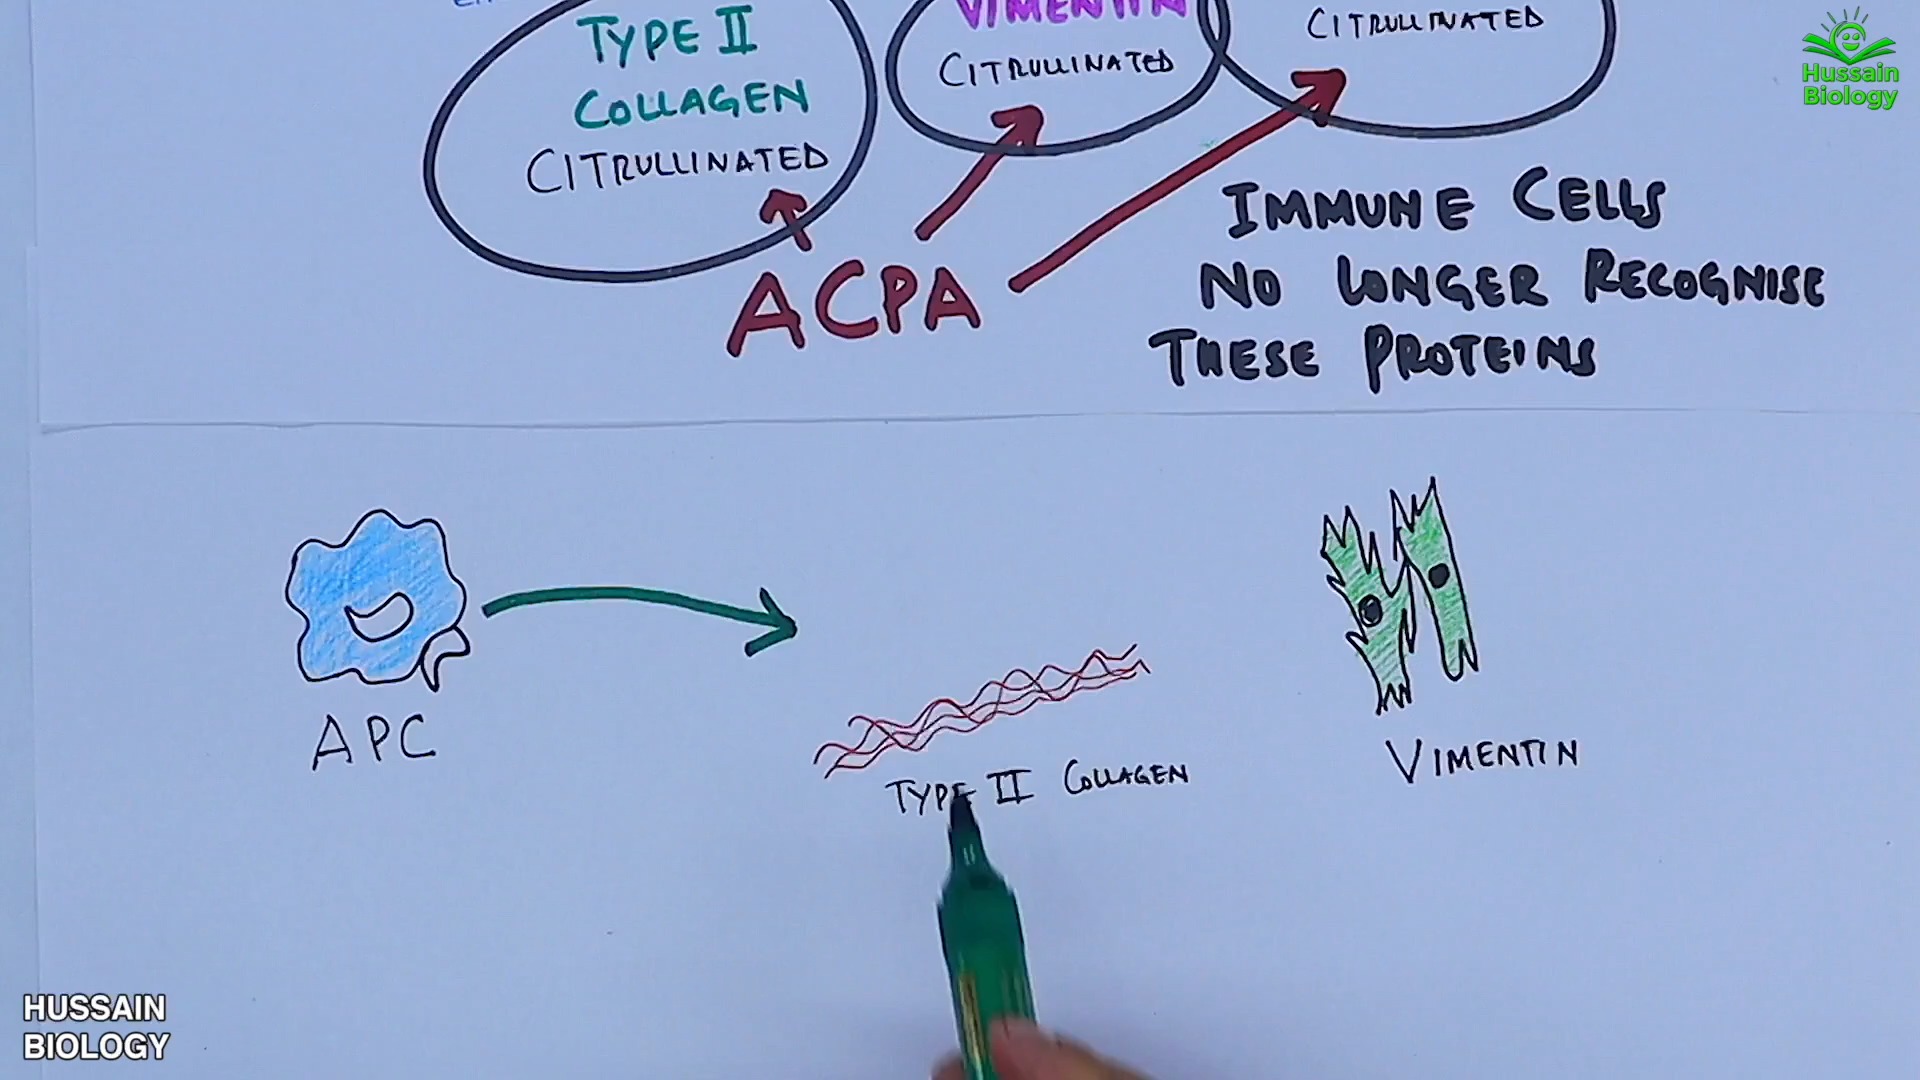 TYPE II
COLLAGEN
CITRULLINATED
VIMENTIN
CITRULLINATED
CITRULLINATED
Hussain
Biology
ACPA
IMMUNE CELLS
NO LONGER RECOGNISE
THESE PROTEINS
APC
TYPE II COLLAGEN
VIMENTIN
HUSSAIN
BIOLOGY